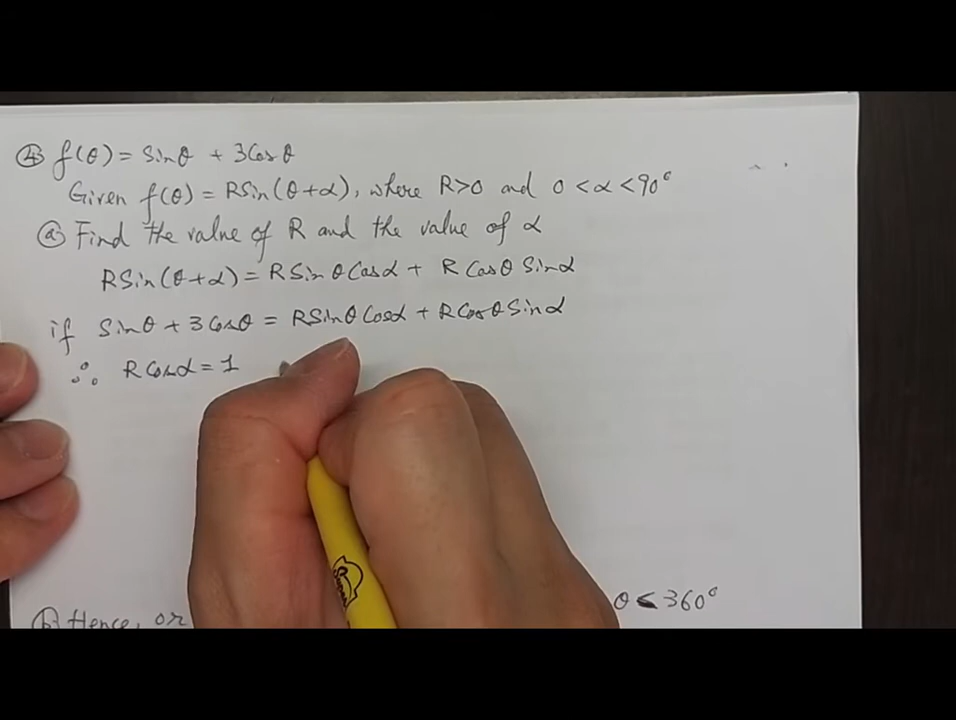 ④ f(θ) = Sinθ + 3Cosθ
Given f(θ) = RSin(θ+α), where R>0 and 0<α<90°
ⓐ Find the value of R and the value of α
RSin(θ+α) = RSinθCosα + RCosθSinα
if Sinθ + 3Cosθ = RSinθCosα + RCosθSinα
∴ RCosα = 1
ⓑ Hence, or θ < 360°